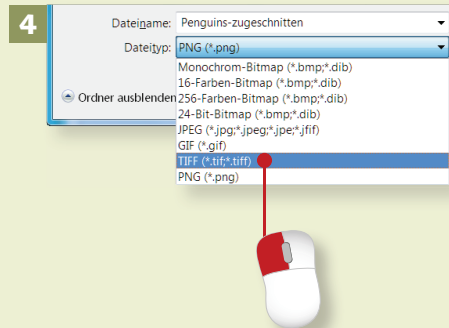 4
Dateiname: Penguins-zugeschnitten
Dateityp: PNG (*.png)
Monochrom-Bitmap (*.bmp;*.dib)
16-Farben-Bitmap (*.bmp;*.dib)
256-Farben-Bitmap (*.bmp;*.dib)
24-Bit-Bitmap (*.bmp;*.dib)
Ordner ausblenden
JPEG (*.jpg;*.jpeg;*.jpe;*.jfif)
GIF (*.gif)
TIFF (*.tif;*.tiff)
PNG (*.png)